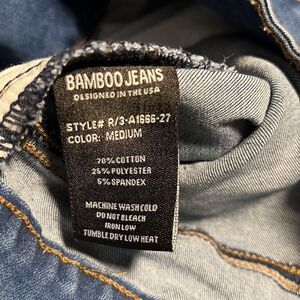 BAMBOO JEANS
DESIGNED IN THE USA
STYLE# R/3-A1666-27
COLOR: MEDIUM
70% COTTON
25% POLYESTER
5% SPANDEX
MACHINE WASH COLD
DO NOT BLEACH
IRON LOW
TUMBLE DRY LOW HEAT